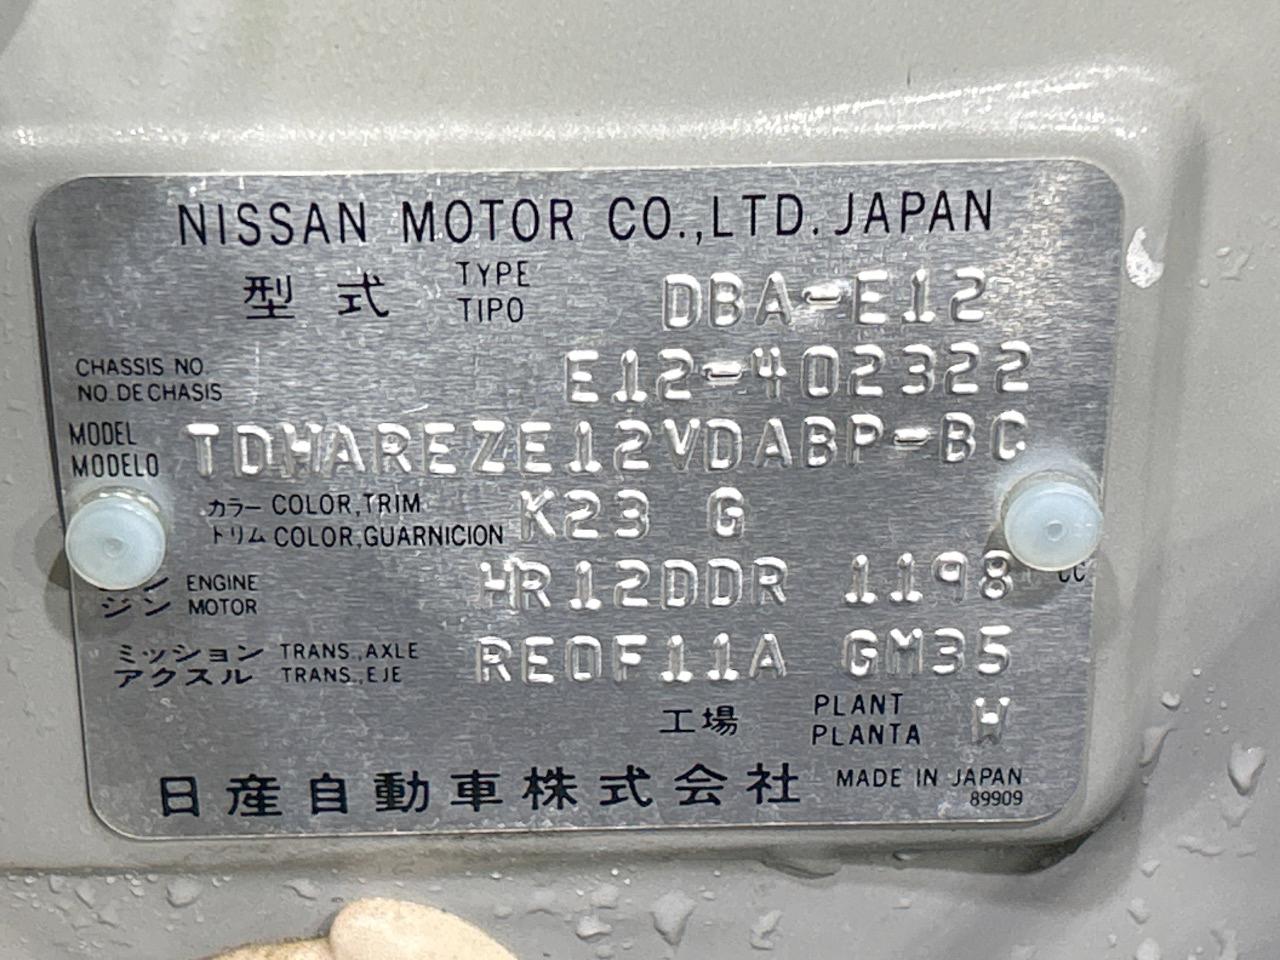 NISSAN MOTOR CO.,LTD. JAPAN
型式 TYPE TIPO DBA-E12
CHASSIS NO. NO. DE CHASIS E12-402322
MODEL MODELO TDHAREZE12VDABP-BC
カラー COLOR,TRIM K23 G
トリム COLOR,GUARNICION
ン ENGINE HR12DDR 1198 CC
ジン MOTOR
ミッション TRANS.,AXLE RE0F11A GM35
アクスル TRANS.,EJE
工場 PLANT PLANTA W
日産自動車株式会社 MADE IN JAPAN
89909